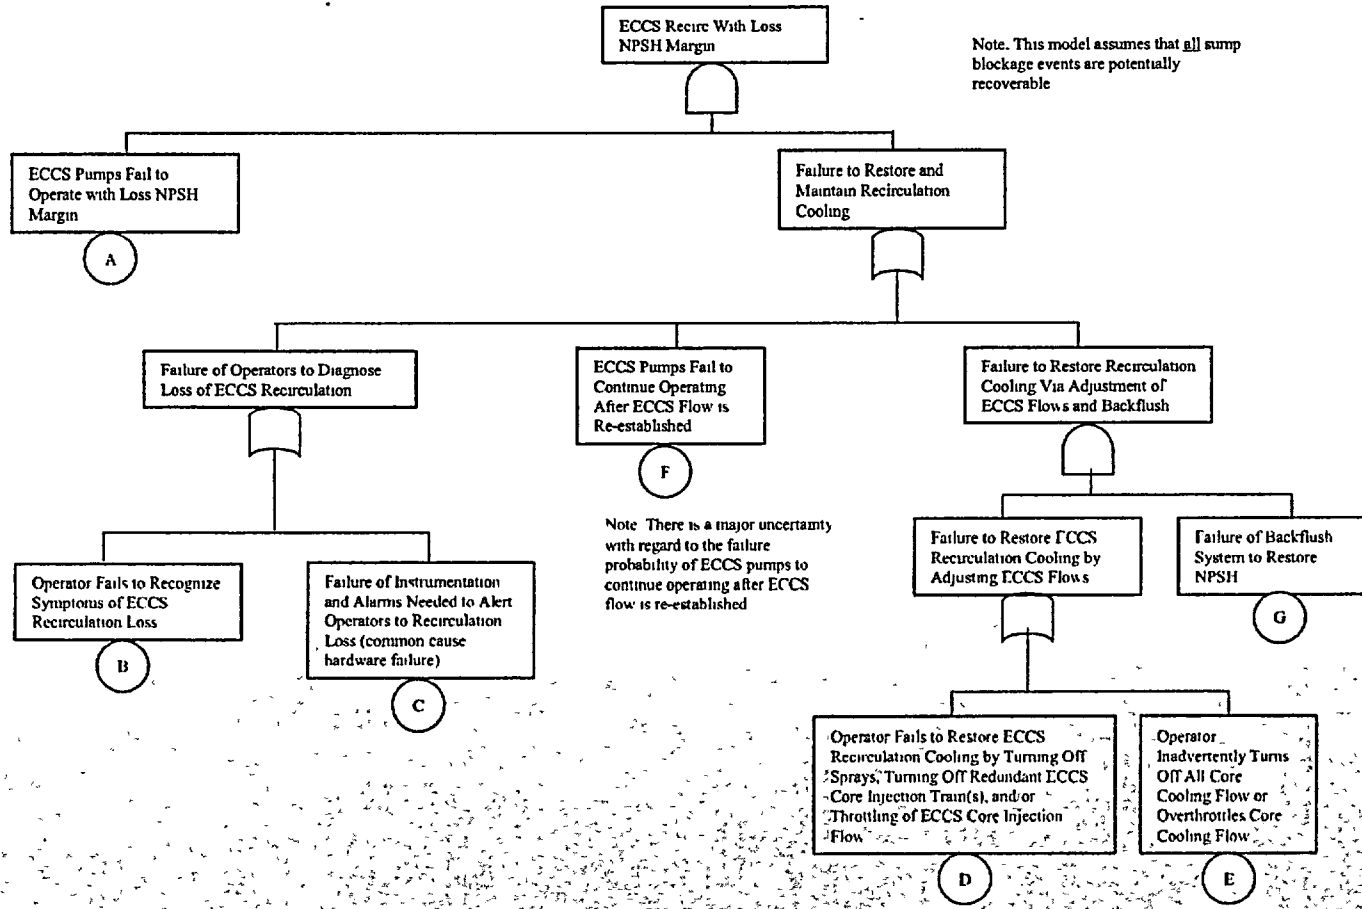 ECCS Recirc With Loss
NPSH Margin
Note. This model assumes that all sump
blockage events are potentially
recoverable
ECCS Pumps Fail to
Operate with Loss NPSH
Margin
A
Failure to Restore and
Maintain Recirculation
Cooling
Failure of Operators to Diagnose
Loss of ECCS Recirculation
ECCS Pumps Fail to
Continue Operating
After ECCS Flow is
Re-established
F
Failure to Restore Recirculation
Cooling Via Adjustment of
ECCS Flows and Backflush
Note There is a major uncertainty
with regard to the failure
probability of ECCS pumps to
continue operating after ECCS
flow is re-established
Operator Fails to Recognize
Symptoms of ECCS
Recirculation Loss
B
Failure of Instrumentation
and Alarms Needed to Alert
Operators to Recirculation
Loss (common cause
hardware failure)
C
Failure to Restore ECCS
Recirculation Cooling by
Adjusting ECCS Flows
Failure of Backflush
System to Restore
NPSH
G
Operator Fails to Restore ECCS
Recirculation Cooling by Turning Off
Sprays, Turning Off Redundant ECCS
Core Injection Train(s), and/or
Throttling of ECCS Core Injection
Flow
D
Operator
Inadvertently Turns
Off All Core
Cooling Flow or
Overthrottles Core
Cooling Flow
E